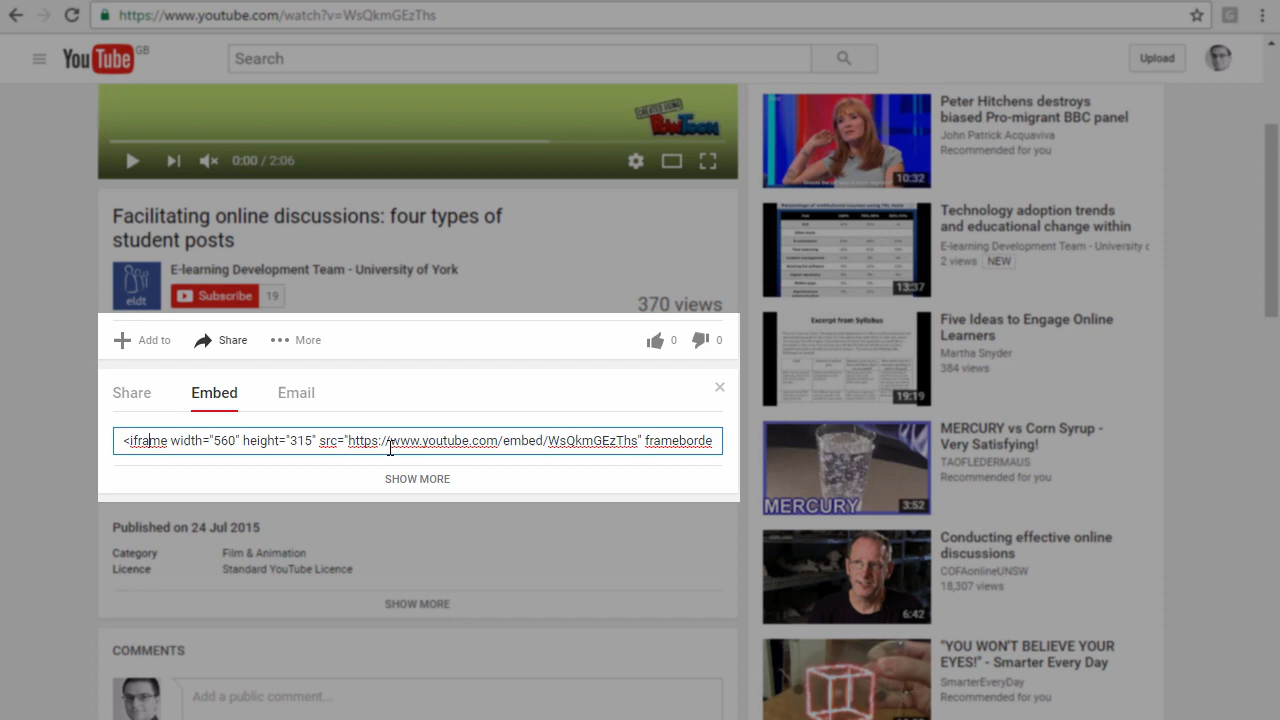 https://www.youtube.com/watch?v=WsQkmGEzThs
YouTube GB
Search
Upload
CREATED USING
POWTOON
0:00 / 2:06
Facilitating online discussions: four types of
student posts
eldt
E-learning Development Team - University of York
Subscribe 19
370 views
Add to Share More 0 0
Share Embed Email
<iframe width="560" height="315" src="https://www.youtube.com/embed/WsQkmGEzThs" frameborde
SHOW MORE
Published on 24 Jul 2015
Category Film & Animation
Licence Standard YouTube Licence
SHOW MORE
COMMENTS
Add a public comment...
10:32
Peter Hitchens destroys
biased Pro-migrant BBC panel
John Patrick Acquaviva
Recommended for you
13:37
Technology adoption trends
and educational change within
E-learning Development Team - University c
2 views NEW
Excerpt from Syllabus
19:19
Five Ideas to Engage Online
Learners
Martha Snyder
384 views
MERCURY
3:52
MERCURY vs Corn Syrup -
Very Satisfying!
TAOFLEDERMAUS
Recommended for you
6:42
Conducting effective online
discussions
COFAonlineUNSW
18,307 views
"YOU WON'T BELIEVE YOUR
EYES!" - Smarter Every Day
SmarterEveryDay
Recommended for you